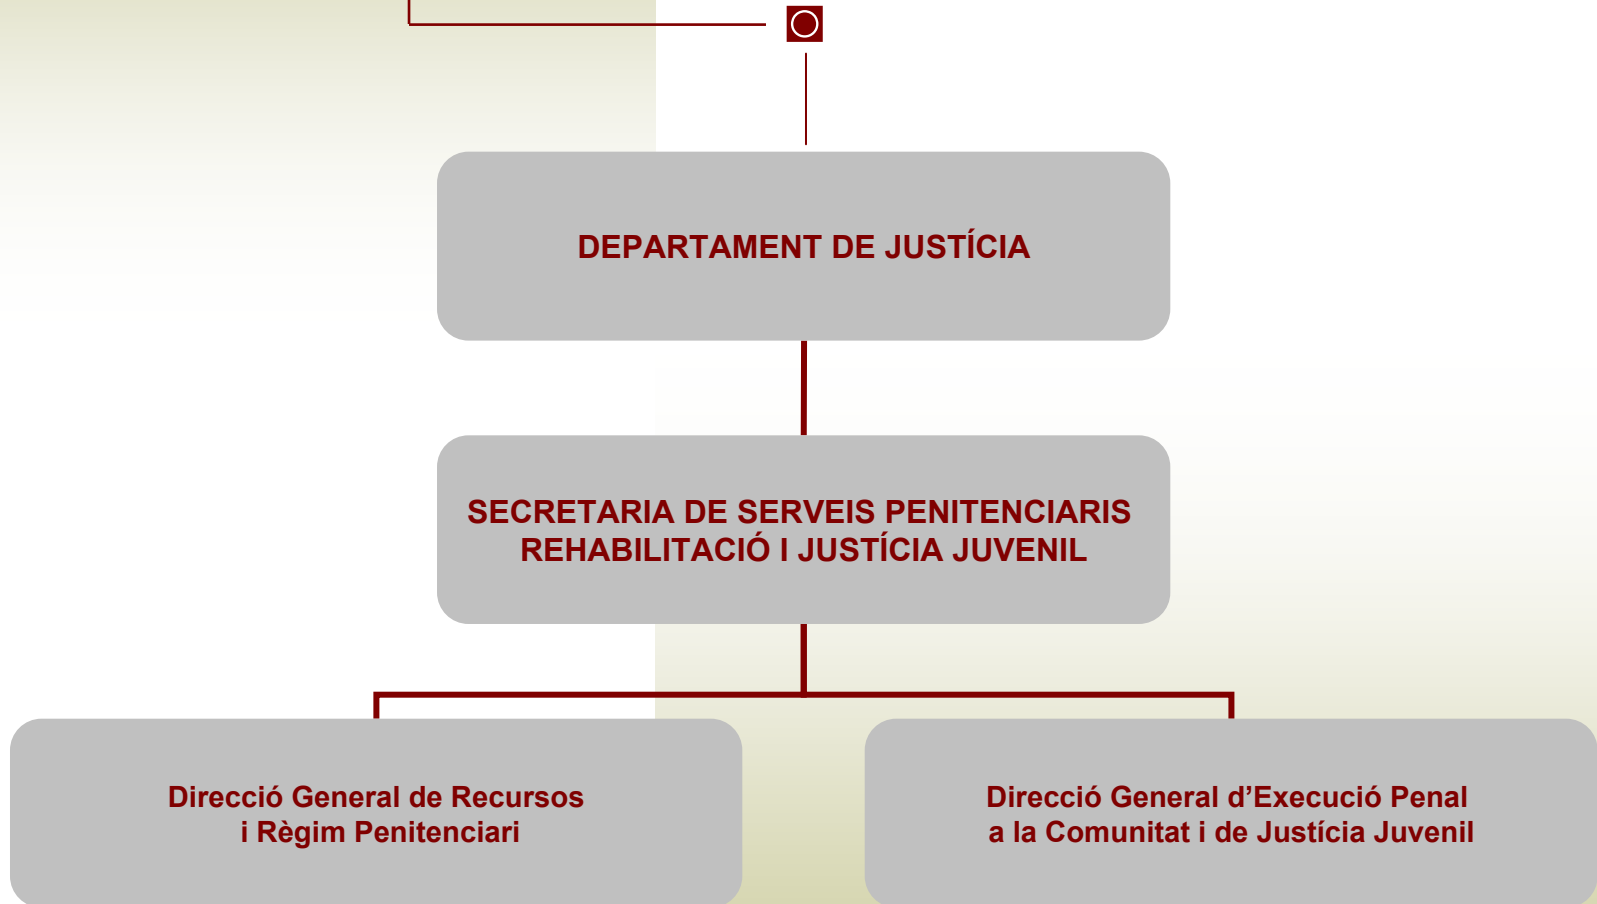 DEPARTAMENT DE JUSTÍCIA
SECRETARIA DE SERVEIS PENITENCIARIS
REHABILITACIÓ I JUSTÍCIA JUVENIL
Direcció General de Recursos
i Règim Penitenciari
Direcció General d’Execució Penal
a la Comunitat i de Justícia Juvenil